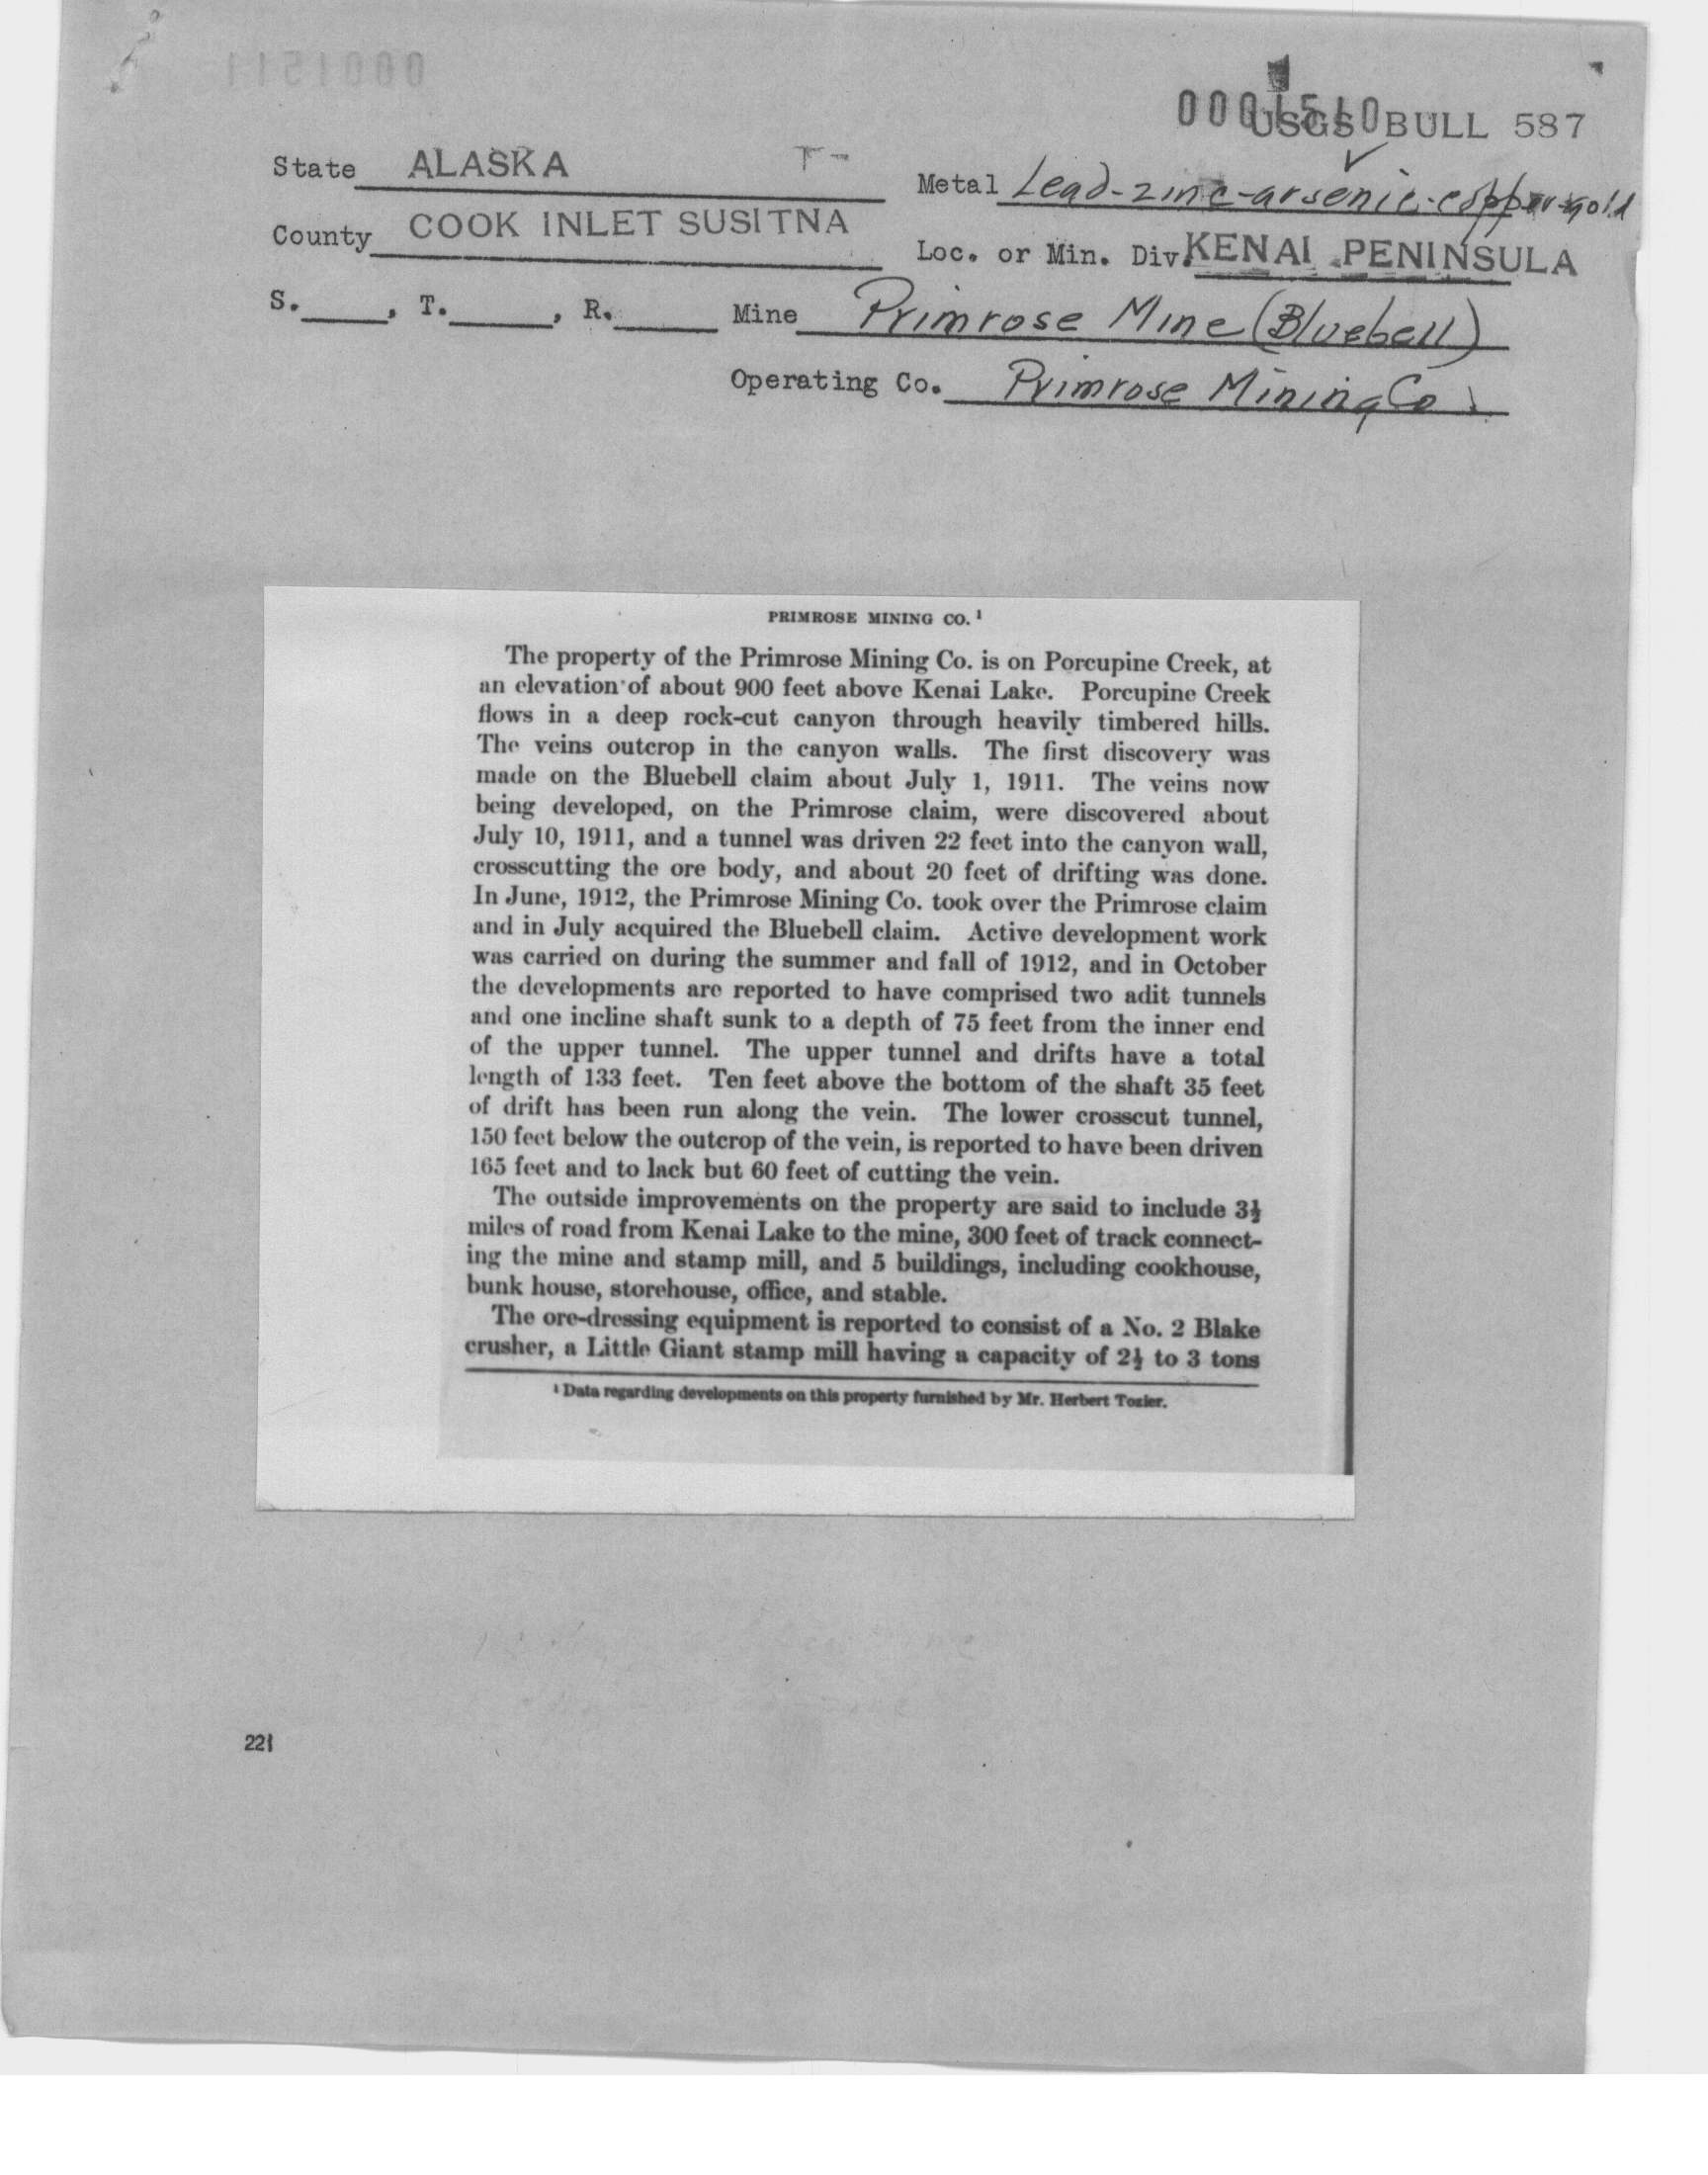 0001511
0001510
USGS BULL 587
State ALASKA T-
Metal Lead-zinc-arsenic-copper-gold
County COOK INLET SUSITNA
Loc. or Min. Div. KENAI PENINSULA
S. , T. , R. Mine Primrose Mine (Bluebell)
Operating Co. Primrose Mining Co.
PRIMROSE MINING CO. ¹
The property of the Primrose Mining Co. is on Porcupine Creek, at
an elevation of about 900 feet above Kenai Lake. Porcupine Creek
flows in a deep rock-cut canyon through heavily timbered hills.
The veins outcrop in the canyon walls. The first discovery was
made on the Bluebell claim about July 1, 1911. The veins now
being developed, on the Primrose claim, were discovered about
July 10, 1911, and a tunnel was driven 22 feet into the canyon wall,
crosscutting the ore body, and about 20 feet of drifting was done.
In June, 1912, the Primrose Mining Co. took over the Primrose claim
and in July acquired the Bluebell claim. Active development work
was carried on during the summer and fall of 1912, and in October
the developments are reported to have comprised two adit tunnels
and one incline shaft sunk to a depth of 75 feet from the inner end
of the upper tunnel. The upper tunnel and drifts have a total
length of 133 feet. Ten feet above the bottom of the shaft 35 feet
of drift has been run along the vein. The lower crosscut tunnel,
150 feet below the outcrop of the vein, is reported to have been driven
165 feet and to lack but 60 feet of cutting the vein.
The outside improvements on the property are said to include 3½
miles of road from Kenai Lake to the mine, 300 feet of track connect-
ing the mine and stamp mill, and 5 buildings, including cookhouse,
bunk house, storehouse, office, and stable.
The ore-dressing equipment is reported to consist of a No. 2 Blake
crusher, a Little Giant stamp mill having a capacity of 2½ to 3 tons
¹ Data regarding developments on this property furnished by Mr. Herbert Tozier.
221